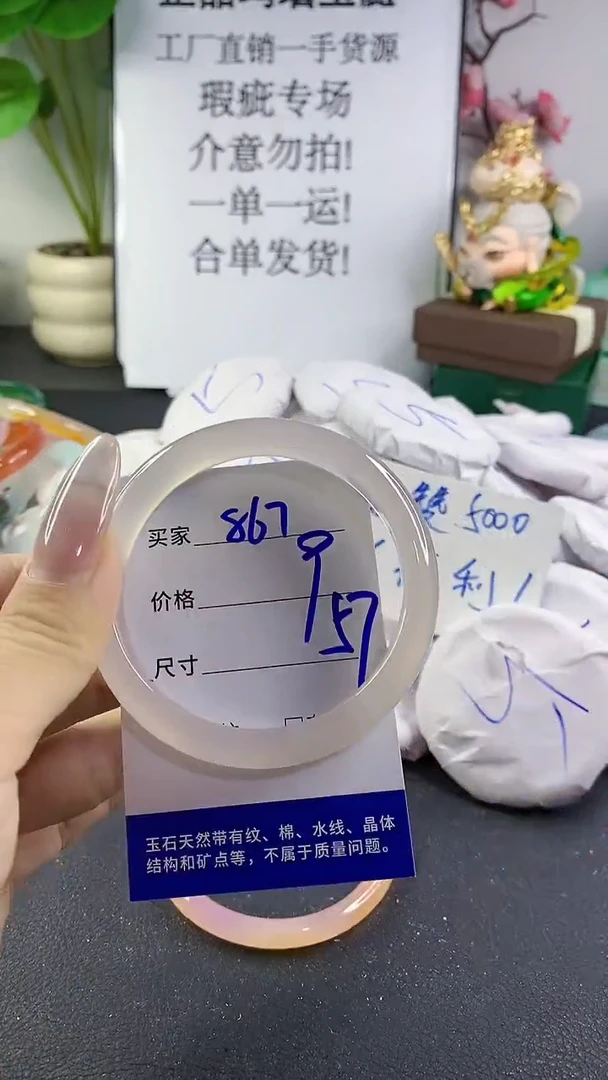 工厂直销一手货源
瑕疵专场
介意勿拍!
一单一运!
合单发货!
赞 5000
利
买家 867
价格 9
尺寸 57
玉石天然带有纹、棉、水线、晶体
结构和矿点等，不属于质量问题。